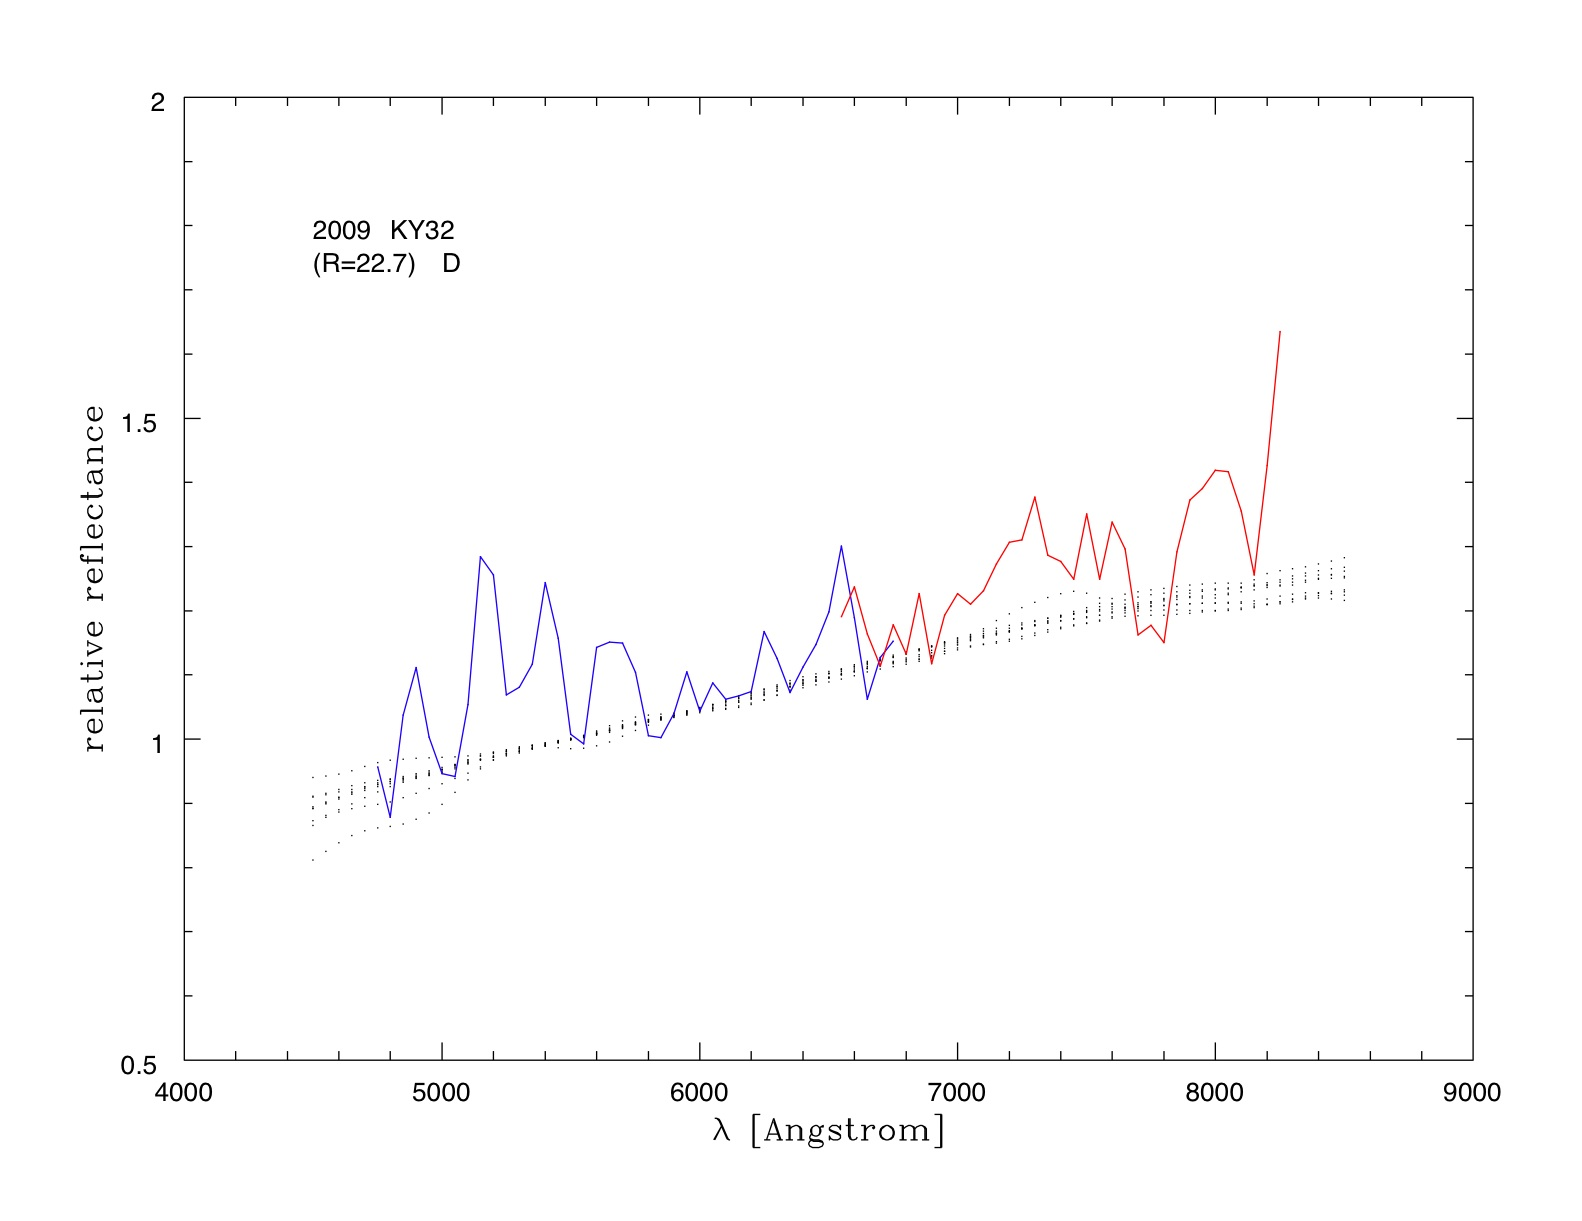 2
2009 KY32
(R=22.7) D
1.5
relative reflectance
1
0.5
4000 5000 6000 7000 8000 9000
λ [Angstrom]